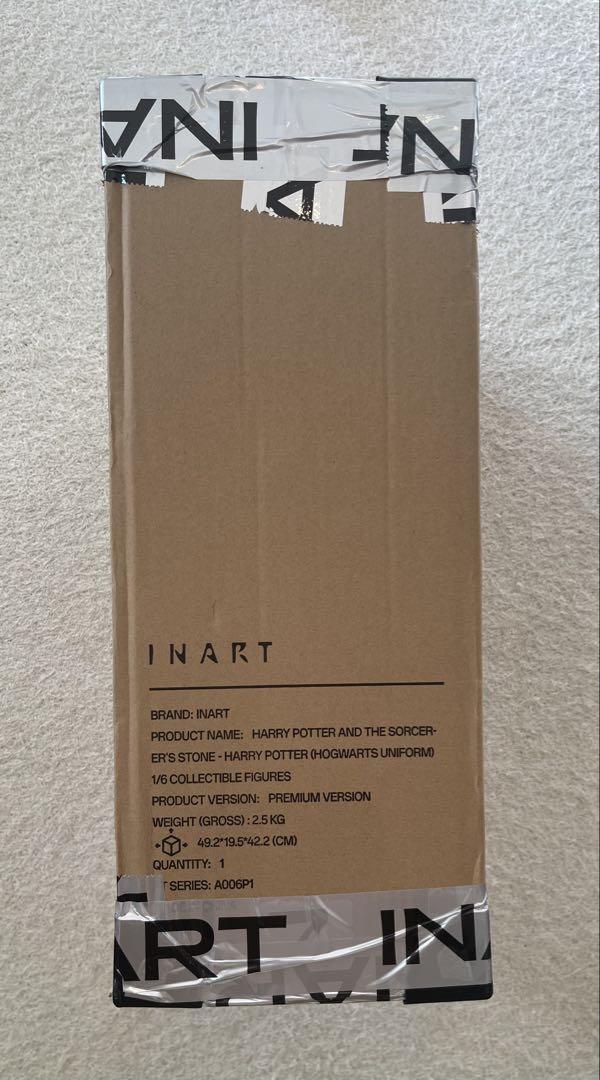 INA
INART
BRAND: INART
PRODUCT NAME: HARRY POTTER AND THE SORCER-
ER'S STONE - HARRY POTTER (HOGWARTS UNIFORM)
1/6 COLLECTIBLE FIGURES
PRODUCT VERSION: PREMIUM VERSION
WEIGHT (GROSS) : 2.5 KG
49.2*19.5*42.2 (CM)
QUANTITY: 1
T SERIES: A006P1
ART INA